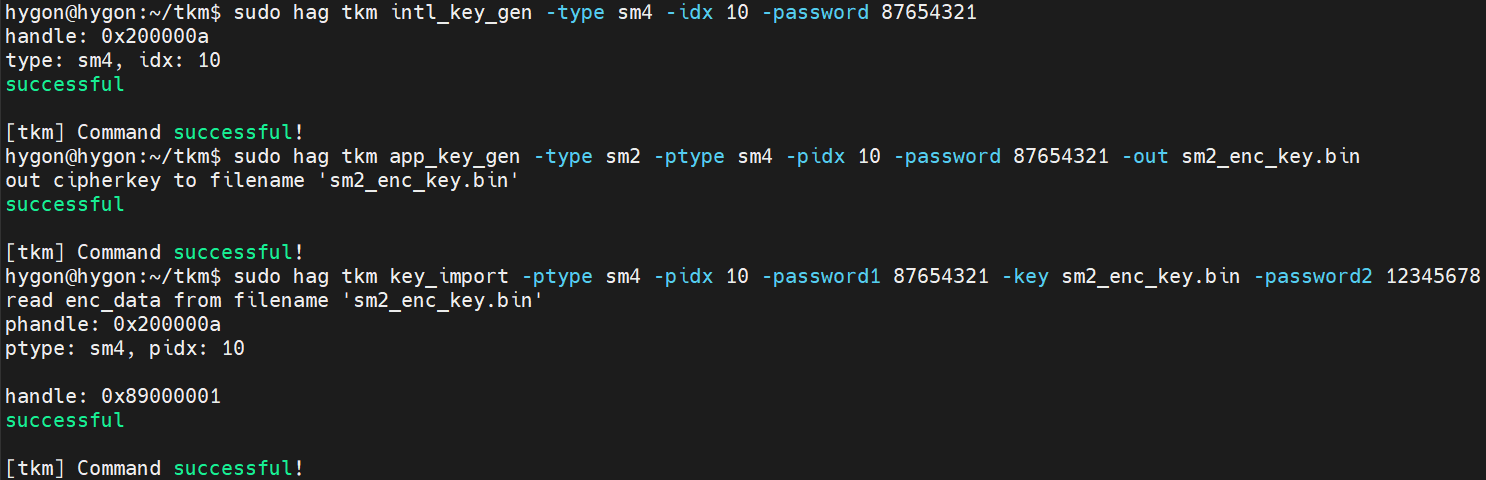 hygon@hygon:~/tkm$ sudo hag tkm intl_key_gen -type sm4 -idx 10 -password 87654321
handle: 0x200000a
type: sm4, idx: 10
successful
[tkm] Command successful!
hygon@hygon:~/tkm$ sudo hag tkm app_key_gen -type sm2 -ptype sm4 -pidx 10 -password 87654321 -out sm2_enc_key.bin
out cipherkey to filename 'sm2_enc_key.bin'
successful
[tkm] Command successful!
hygon@hygon:~/tkm$ sudo hag tkm key_import -ptype sm4 -pidx 10 -password1 87654321 -key sm2_enc_key.bin -password2 12345678
read enc_data from filename 'sm2_enc_key.bin'
phandle: 0x200000a
ptype: sm4, pidx: 10
handle: 0x89000001
successful
[tkm] Command successful!